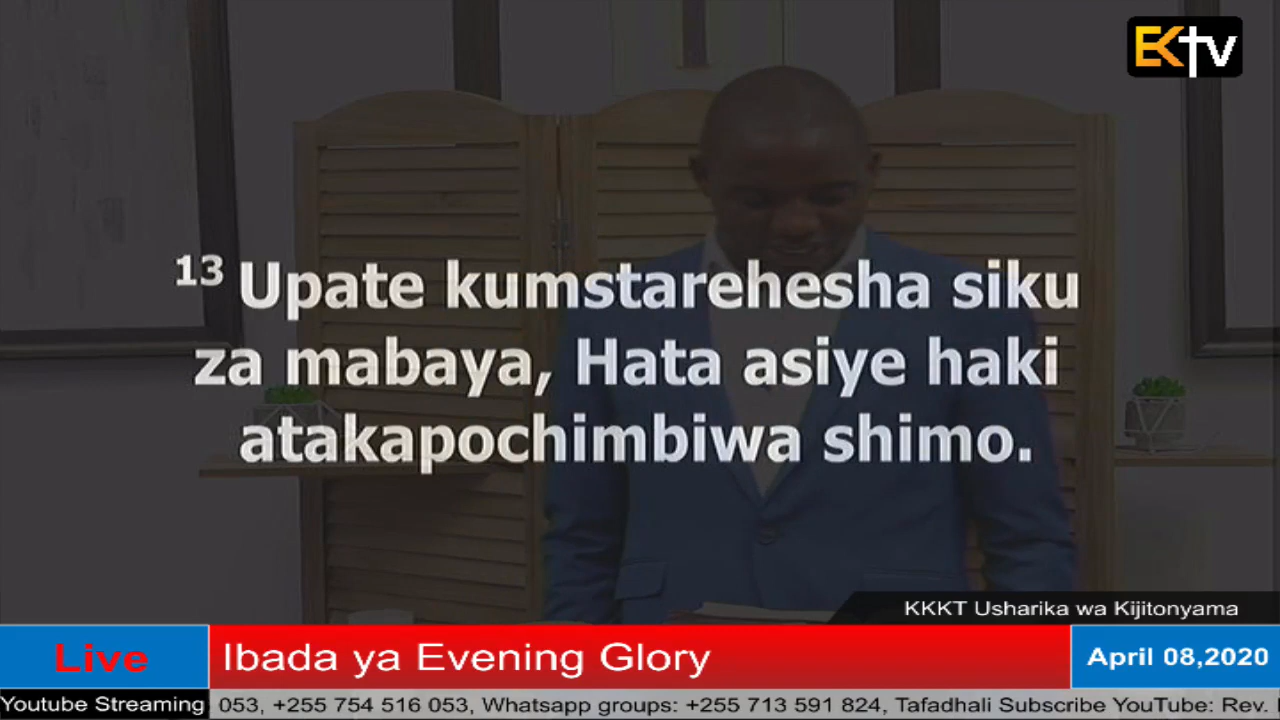 EKtv
13 Upate kumstarehesha siku
za mabaya, Hata asiye haki
atakapochimbiwa shimo.
KKKT Usharika wa Kijitonyama
Live
Ibada ya Evening Glory
April 08,2020
Youtube Streaming
053, +255 754 516 053, Whatsapp groups: +255 713 591 824, Tafadhali Subscribe YouTube: Rev.